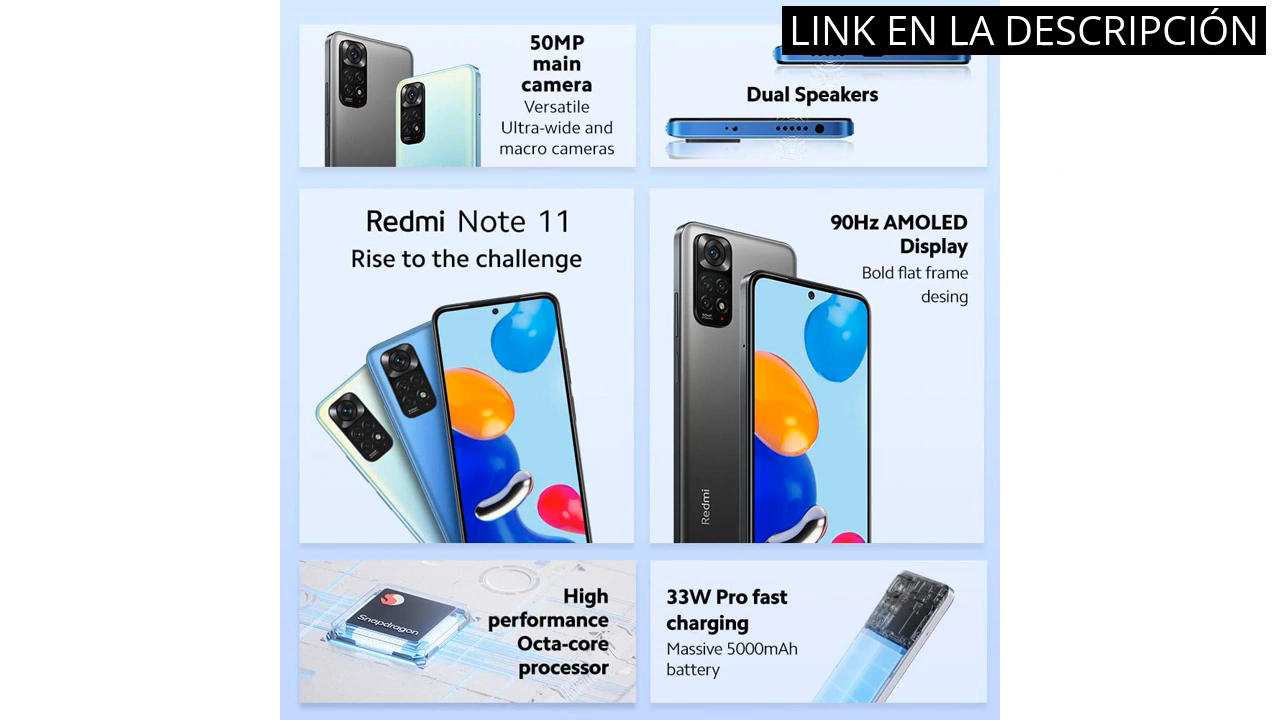 LINK EN LA DESCRIPCIÓN
50MP
main
camera
Versatile
Ultra-wide and
macro cameras
Dual Speakers
Redmi Note 11
Rise to the challenge
90Hz AMOLED
Display
Bold flat frame
desing
Redmi
Snapdragon
High
performance
Octa-core
processor
33W Pro fast
charging
Massive 5000mAh
battery